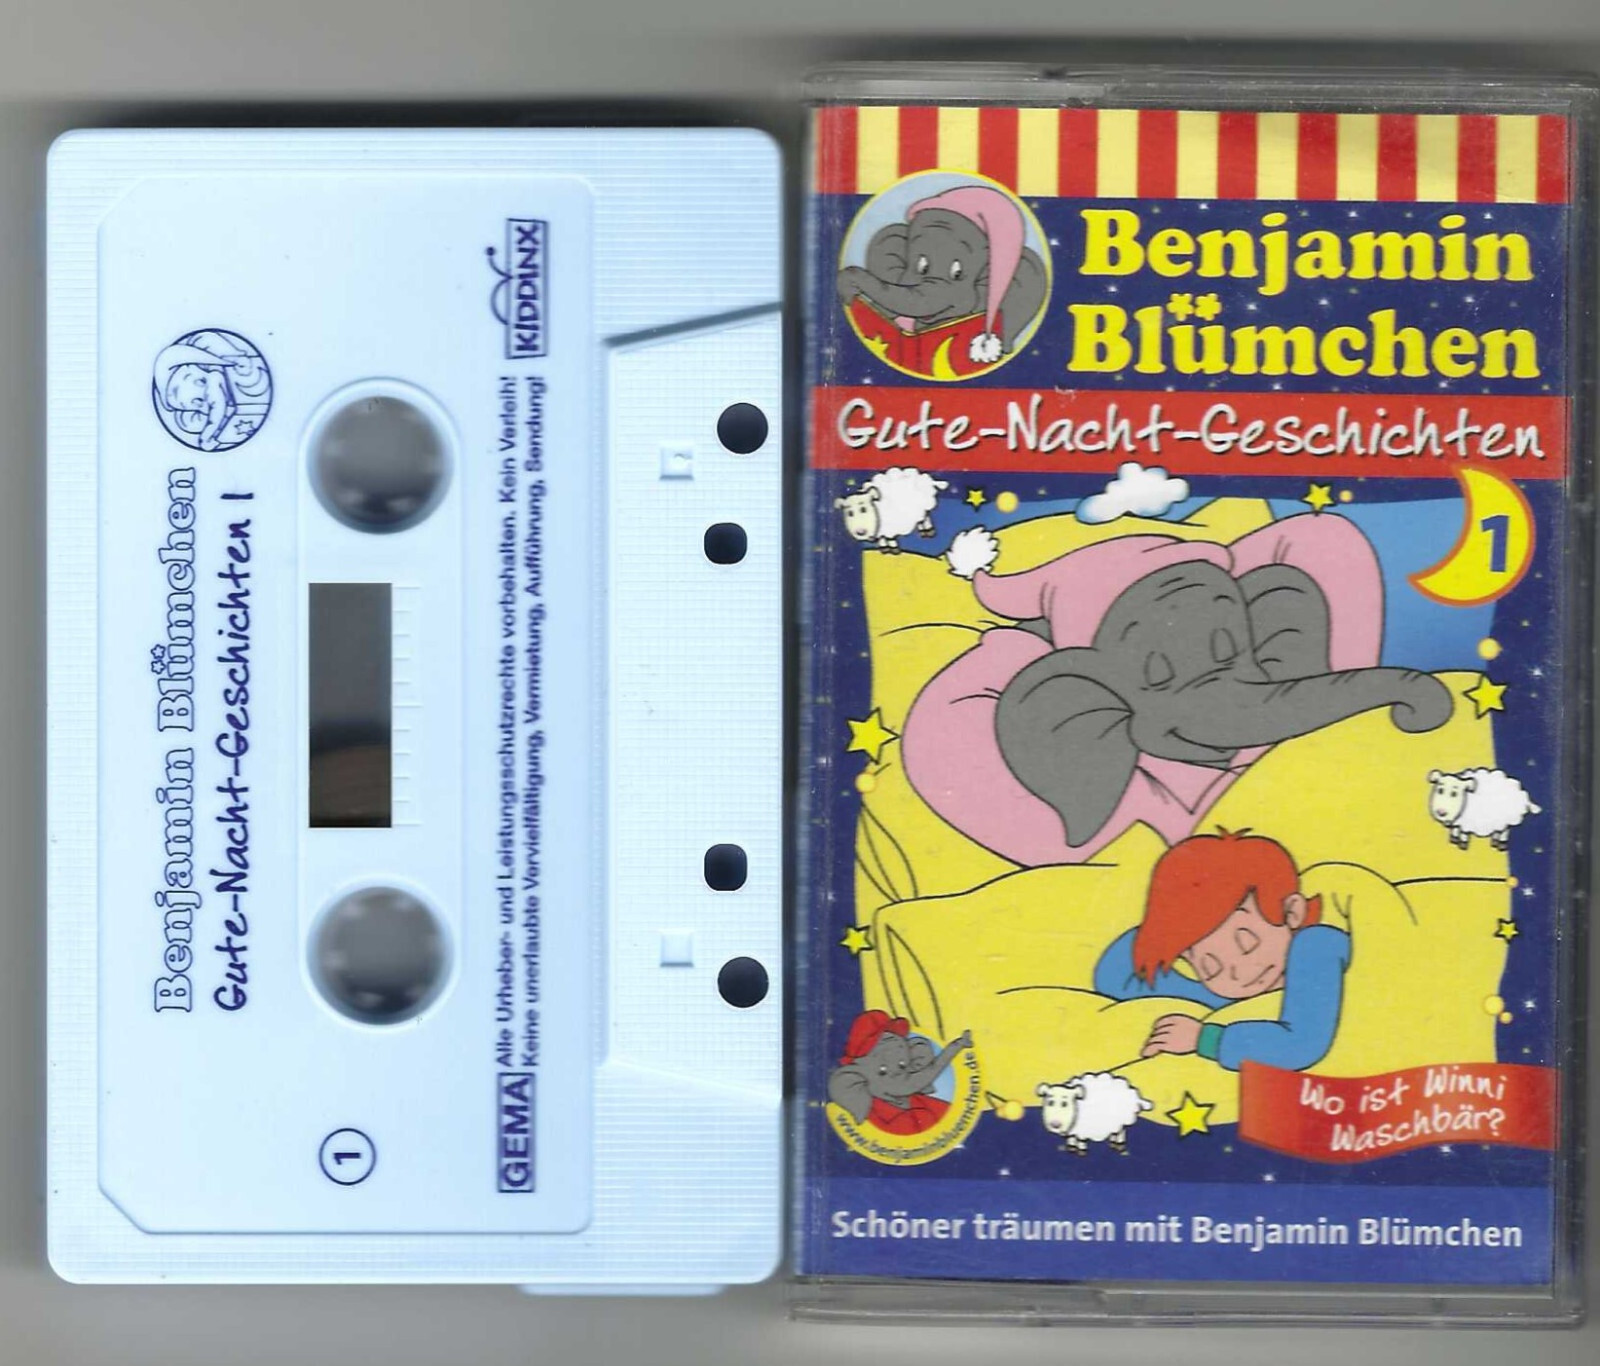 Benjamin Blümchen
Gute-Nacht-Geschichten 1
KIDDINX
GEMA
Alle Urheber- und Leistungsschutzrechte vorbehalten. Kein Verleih!
Keine unerlaubte Vervielfältigung, Vermietung, Aufführung, Sendung!
1
Benjamin
Blümchen
Gute-Nacht-Geschichten
1
www.benjaminbluemchen.de
Wo ist Winni
Waschbär?
Schöner träumen mit Benjamin Blümchen